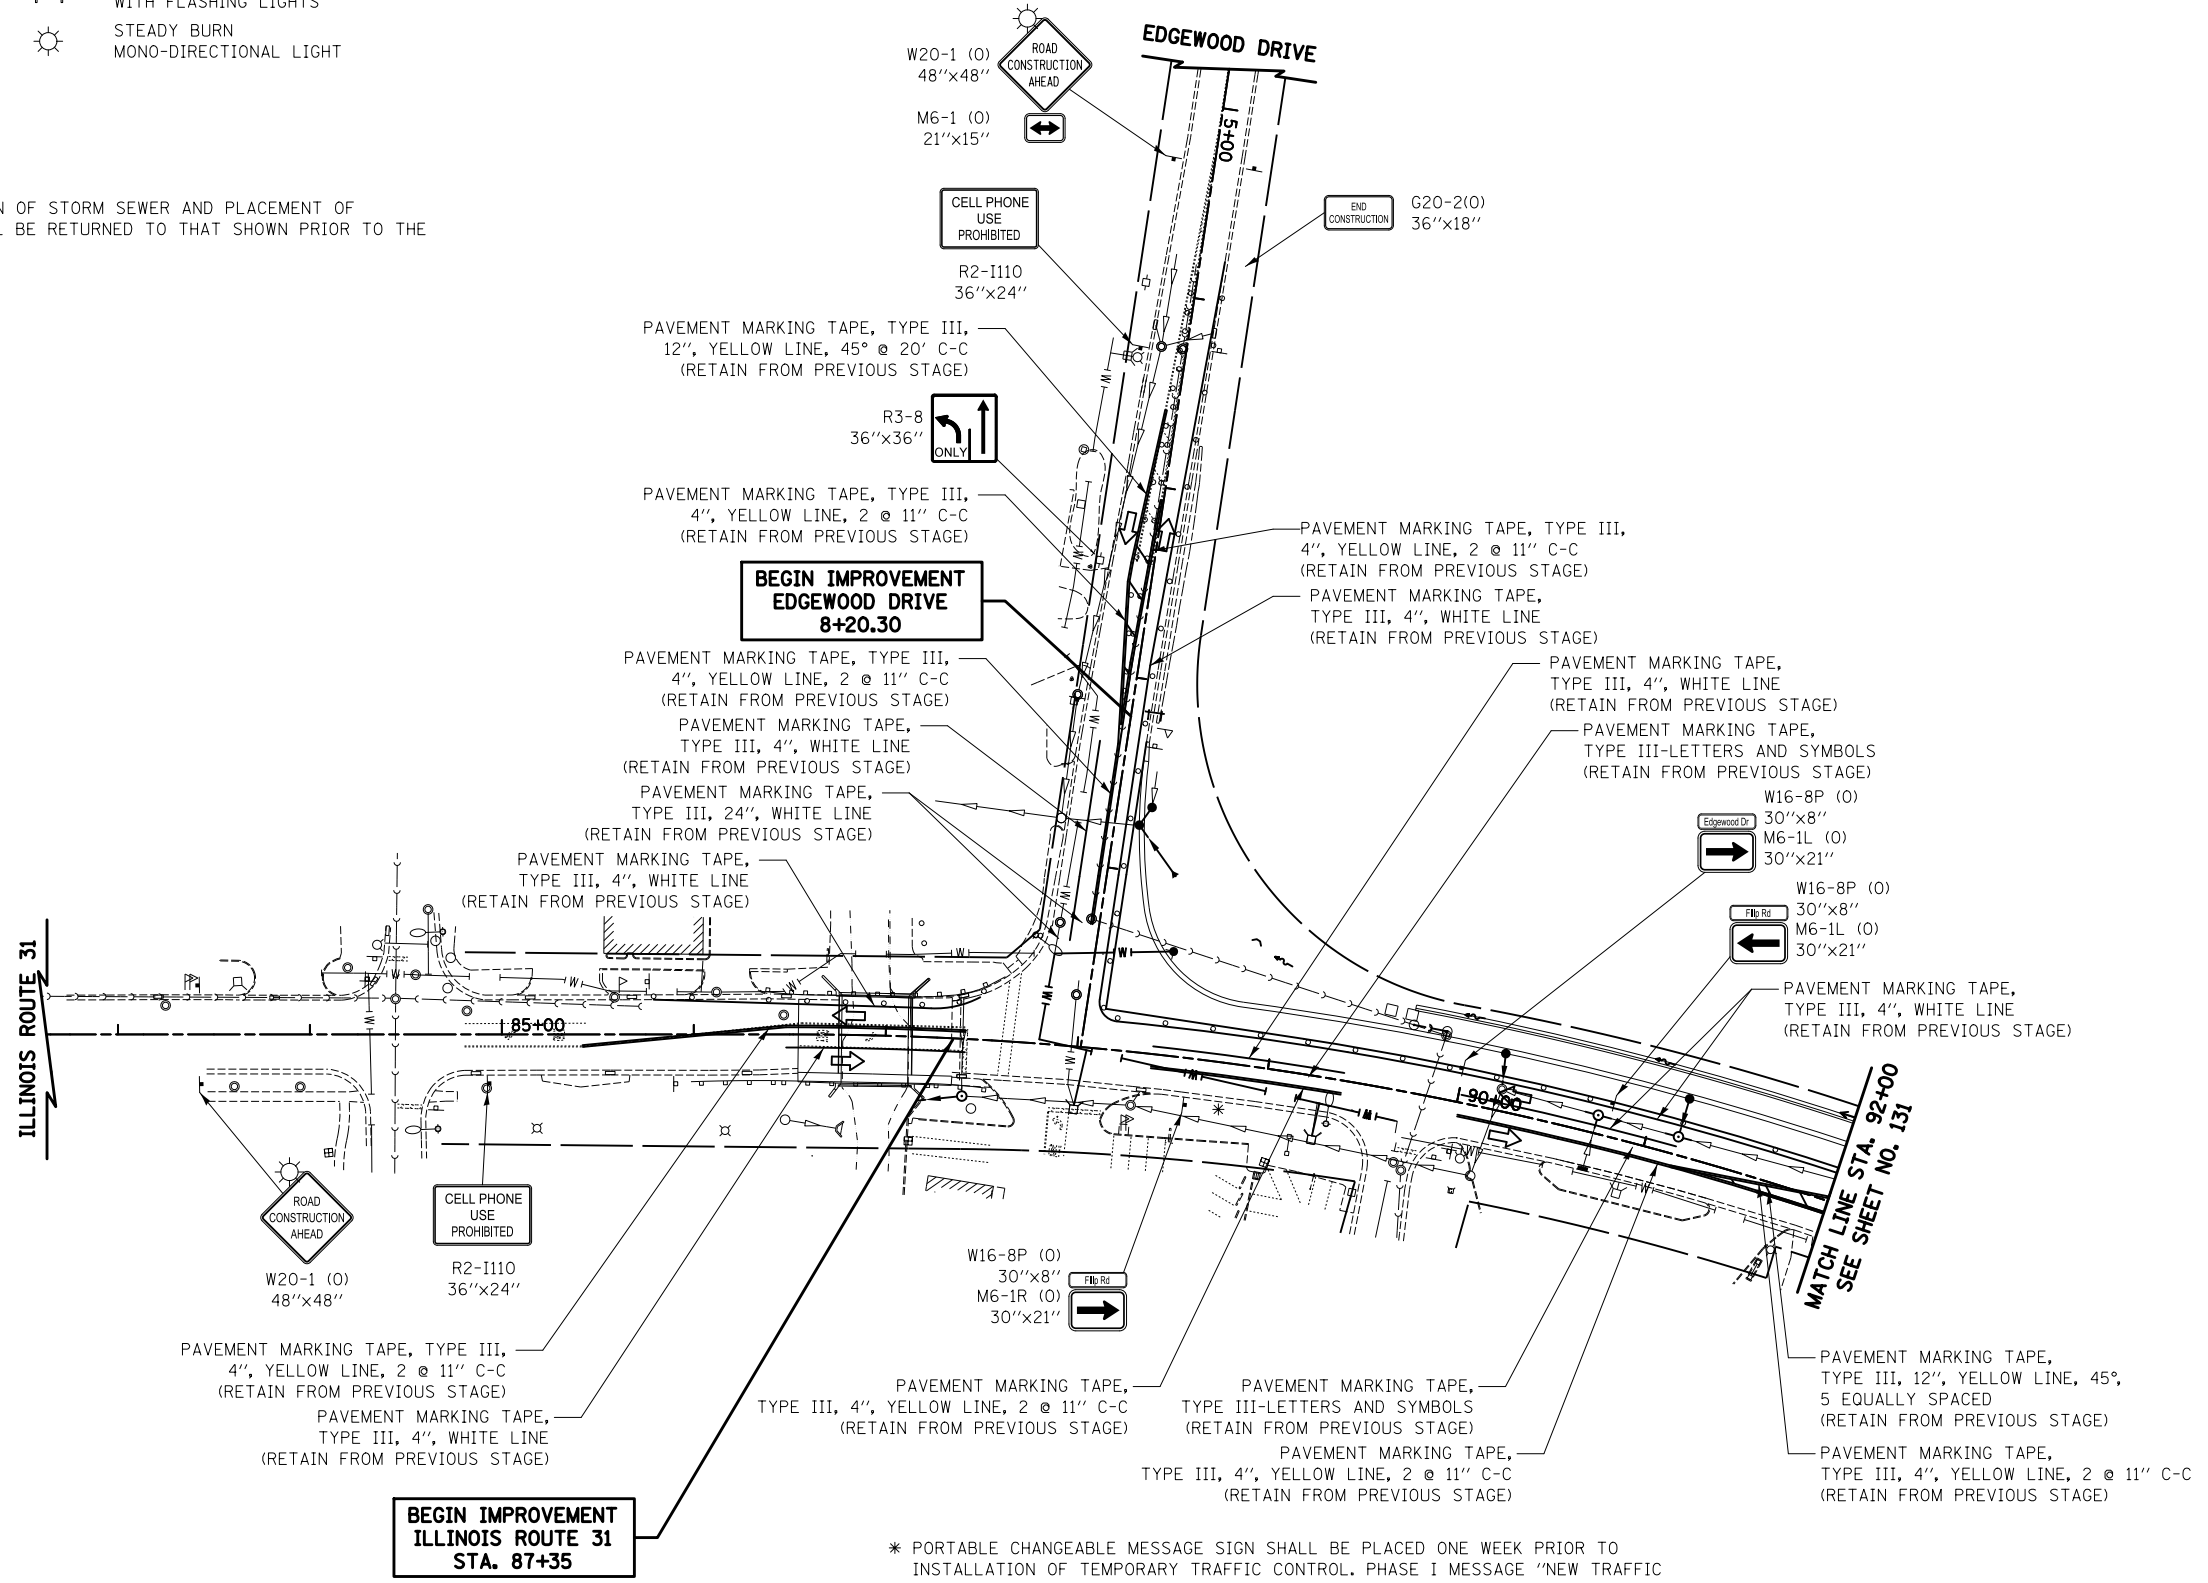 WITH FLASHING LIGHTS
STEADY BURN
MONO-DIRECTIONAL LIGHT
N OF STORM SEWER AND PLACEMENT OF
L BE RETURNED TO THAT SHOWN PRIOR TO THE
W20-1 (O)
48"x48"
ROAD
CONSTRUCTION
AHEAD
M6-1 (O)
21"x15"
EDGEWOOD DRIVE
5+00
CELL PHONE
USE
PROHIBITED
R2-I110
36"x24"
END
CONSTRUCTION
G20-2(O)
36"x18"
PAVEMENT MARKING TAPE, TYPE III,
12", YELLOW LINE, 45° @ 20' C-C
(RETAIN FROM PREVIOUS STAGE)
R3-8
36"x36"
ONLY
PAVEMENT MARKING TAPE, TYPE III,
4", YELLOW LINE, 2 @ 11" C-C
(RETAIN FROM PREVIOUS STAGE)
BEGIN IMPROVEMENT
EDGEWOOD DRIVE
8+20.30
PAVEMENT MARKING TAPE, TYPE III,
4", YELLOW LINE, 2 @ 11" C-C
(RETAIN FROM PREVIOUS STAGE)
PAVEMENT MARKING TAPE,
TYPE III, 4", WHITE LINE
(RETAIN FROM PREVIOUS STAGE)
PAVEMENT MARKING TAPE,
TYPE III, 24", WHITE LINE
(RETAIN FROM PREVIOUS STAGE)
PAVEMENT MARKING TAPE,
TYPE III, 4", WHITE LINE
(RETAIN FROM PREVIOUS STAGE)
PAVEMENT MARKING TAPE, TYPE III,
4", YELLOW LINE, 2 @ 11" C-C
(RETAIN FROM PREVIOUS STAGE)
PAVEMENT MARKING TAPE,
TYPE III, 4", WHITE LINE
(RETAIN FROM PREVIOUS STAGE)
PAVEMENT MARKING TAPE,
TYPE III, 4", WHITE LINE
(RETAIN FROM PREVIOUS STAGE)
PAVEMENT MARKING TAPE,
TYPE III-LETTERS AND SYMBOLS
(RETAIN FROM PREVIOUS STAGE)
Edgewood Dr
W16-8P (O)
30"x8"
M6-1L (O)
30"x21"
Filp Rd
W16-8P (O)
30"x8"
M6-1L (O)
30"x21"
PAVEMENT MARKING TAPE,
TYPE III, 4", WHITE LINE
(RETAIN FROM PREVIOUS STAGE)
ILLINOIS ROUTE 31
85+00
90+00
MATCH LINE STA. 92+00
SEE SHEET NO. 131
ROAD
CONSTRUCTION
AHEAD
W20-1 (O)
48"x48"
CELL PHONE
USE
PROHIBITED
R2-I110
36"x24"
W16-8P (O)
30"x8"
M6-1R (O)
30"x21"
Filp Rd
PAVEMENT MARKING TAPE, TYPE III,
4", YELLOW LINE, 2 @ 11" C-C
(RETAIN FROM PREVIOUS STAGE)
PAVEMENT MARKING TAPE,
TYPE III, 4", WHITE LINE
(RETAIN FROM PREVIOUS STAGE)
PAVEMENT MARKING TAPE,
TYPE III, 4", YELLOW LINE, 2 @ 11" C-C
(RETAIN FROM PREVIOUS STAGE)
PAVEMENT MARKING TAPE,
TYPE III-LETTERS AND SYMBOLS
(RETAIN FROM PREVIOUS STAGE)
PAVEMENT MARKING TAPE,
TYPE III, 4", YELLOW LINE, 2 @ 11" C-C
(RETAIN FROM PREVIOUS STAGE)
PAVEMENT MARKING TAPE,
TYPE III, 12", YELLOW LINE, 45°,
5 EQUALLY SPACED
(RETAIN FROM PREVIOUS STAGE)
PAVEMENT MARKING TAPE,
TYPE III, 4", YELLOW LINE, 2 @ 11" C-C
(RETAIN FROM PREVIOUS STAGE)
BEGIN IMPROVEMENT
ILLINOIS ROUTE 31
STA. 87+35
* PORTABLE CHANGEABLE MESSAGE SIGN SHALL BE PLACED ONE WEEK PRIOR TO
INSTALLATION OF TEMPORARY TRAFFIC CONTROL. PHASE I MESSAGE "NEW TRAFFIC